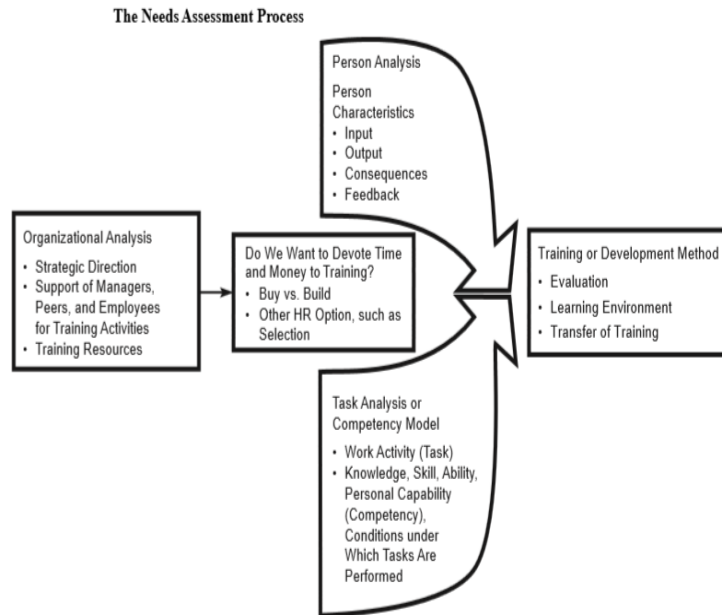 The Needs Assessment Process
Person Analysis
Person
Characteristics
• Input
• Output
• Consequences
• Feedback
Organizational Analysis
• Strategic Direction
• Support of Managers,
Peers, and Employees
for Training Activities
• Training Resources
Do We Want to Devote Time
and Money to Training?
• Buy vs. Build
• Other HR Option, such as
Selection
Training or Development Method
• Evaluation
• Learning Environment
• Transfer of Training
Task Analysis or
Competency Model
• Work Activity (Task)
• Knowledge, Skill, Ability,
Personal Capability
(Competency),
Conditions under
Which Tasks Are
Performed